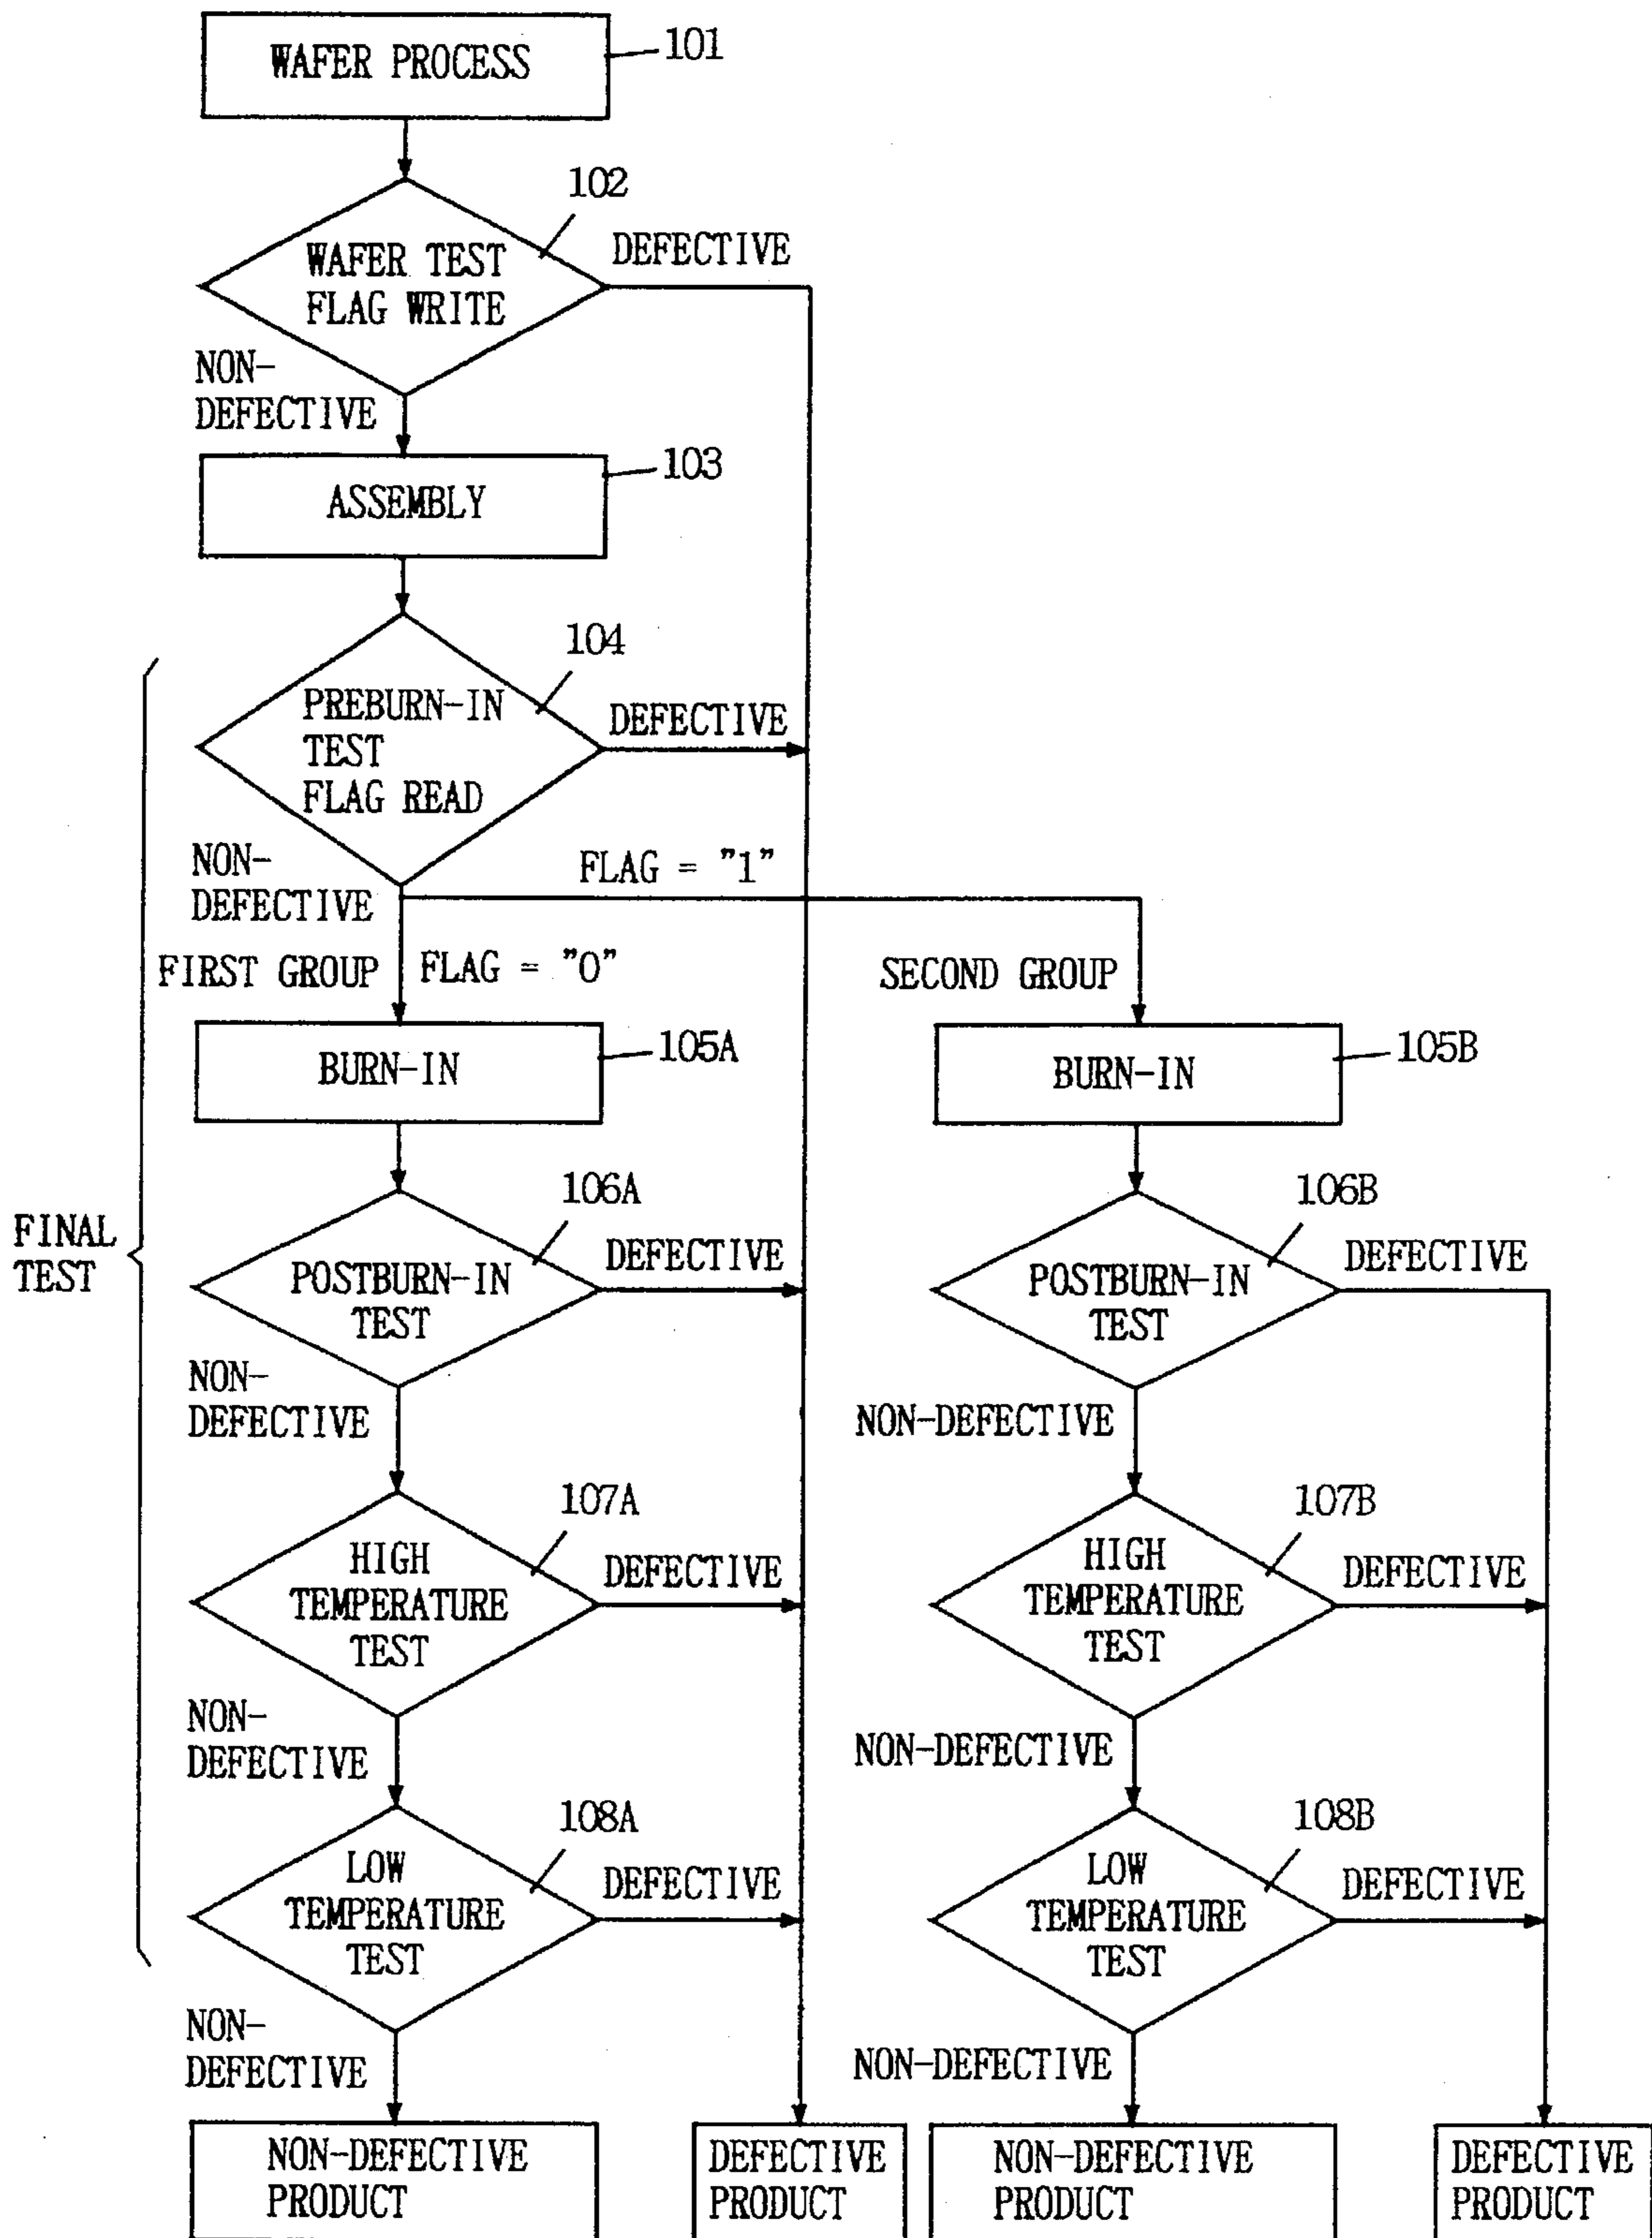 WAFER PROCESS
101
102
WAFER TEST
FLAG WRITE
DEFECTIVE
NON-
DEFECTIVE
103
ASSEMBLY
104
PREBURN-IN
TEST
FLAG READ
DEFECTIVE
NON-
DEFECTIVE
FLAG = "1"
FIRST GROUP
FLAG = "0"
SECOND GROUP
BURN-IN
105A
BURN-IN
105B
FINAL
TEST
106A
POSTBURN-IN
TEST
DEFECTIVE
106B
POSTBURN-IN
TEST
DEFECTIVE
NON-
DEFECTIVE
NON-DEFECTIVE
107A
HIGH
TEMPERATURE
TEST
DEFECTIVE
107B
HIGH
TEMPERATURE
TEST
DEFECTIVE
NON-
DEFECTIVE
NON-DEFECTIVE
108A
LOW
TEMPERATURE
TEST
DEFECTIVE
108B
LOW
TEMPERATURE
TEST
DEFECTIVE
NON-
DEFECTIVE
NON-DEFECTIVE
NON-DEFECTIVE
PRODUCT
DEFECTIVE
PRODUCT
NON-DEFECTIVE
PRODUCT
DEFECTIVE
PRODUCT